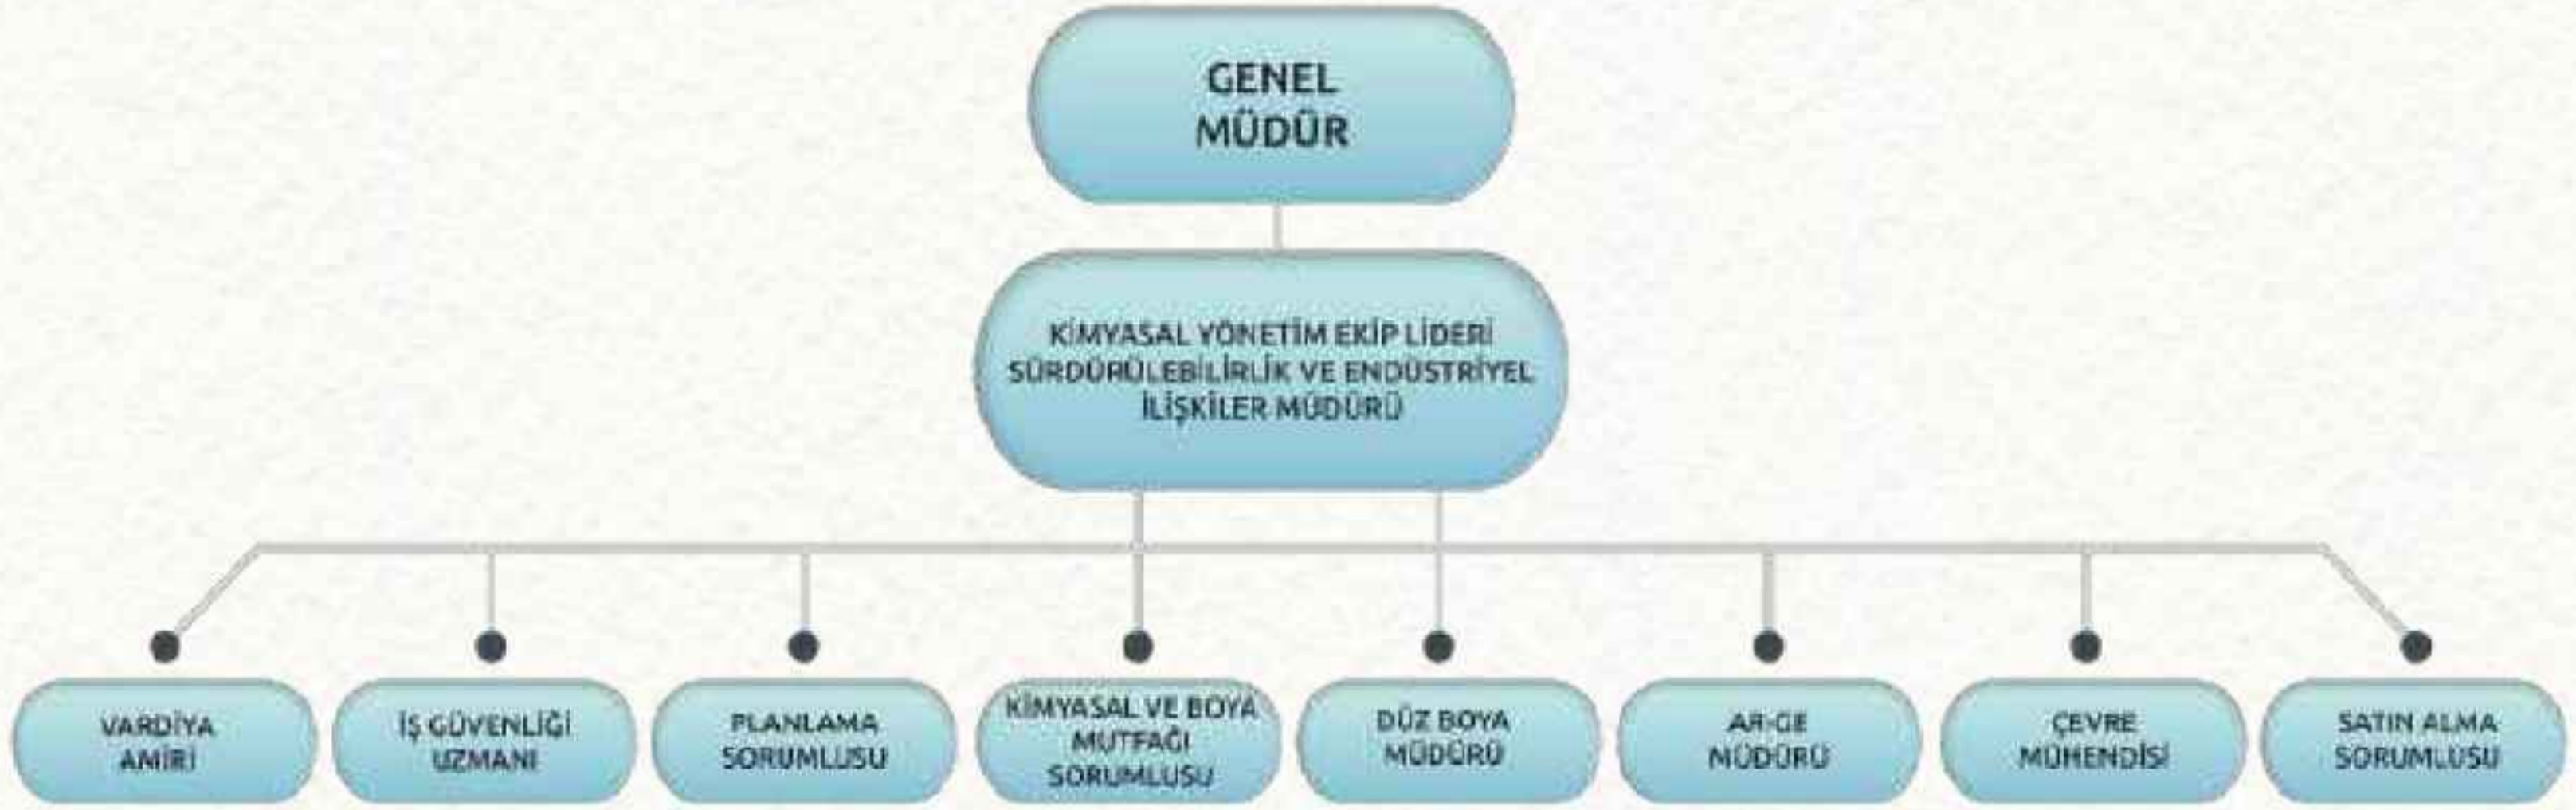 GENEL
MÜDÜR
KİMYASAL YÖNETİM EKİP LİDERİ
SÜRDÜRÜLEBİLİRLİK VE ENDÜSTRİYEL
İLİŞKİLER MÜDÜRÜ
VARDİYA
AMİRİ
İŞ GÜVENLİĞİ
UZMANI
PLANLAMA
SORUMLUSU
KİMYASAL VE BOYA
MUTFAĞI
SORUMLUSU
DÜZ BOYA
MÜDÜRÜ
AR-GE
MÜDÜRÜ
ÇEVRE
MÜHENDİSİ
SATIN ALMA
SORUMLUSU